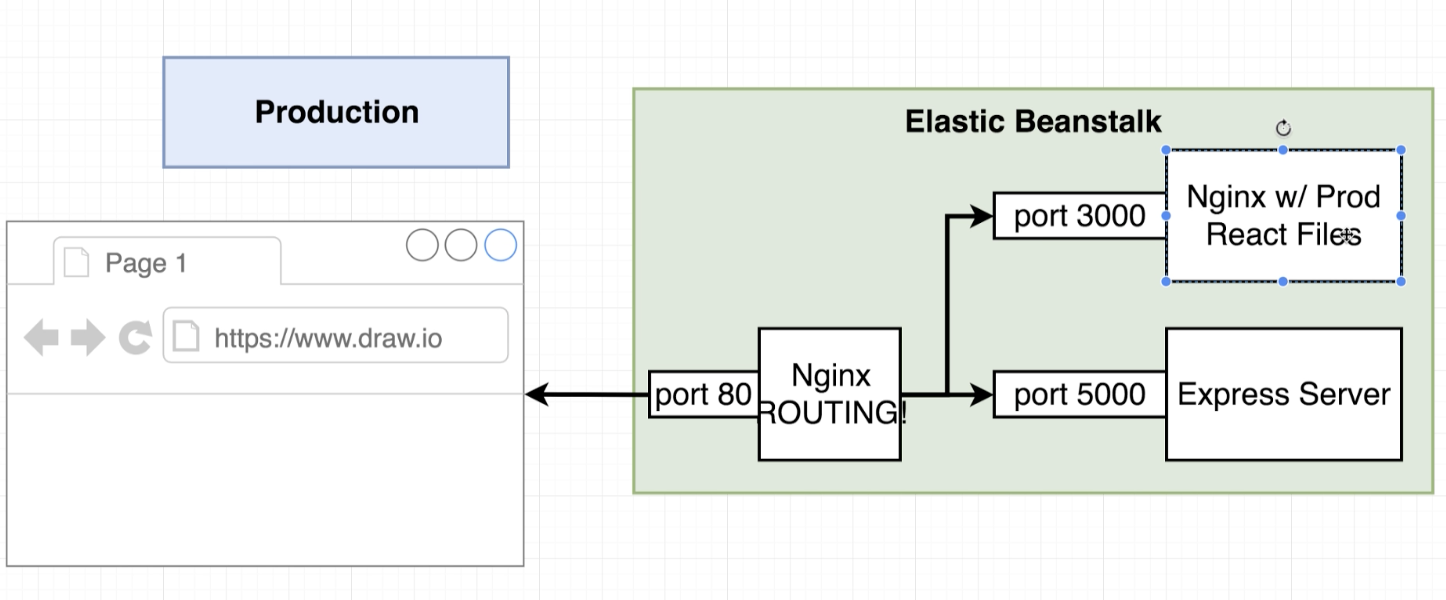 Production
Elastic Beanstalk
Page 1
https://www.draw.io
port 3000
Nginx w/ Prod
React Files
port 80
Nginx
ROUTING!
port 5000
Express Server